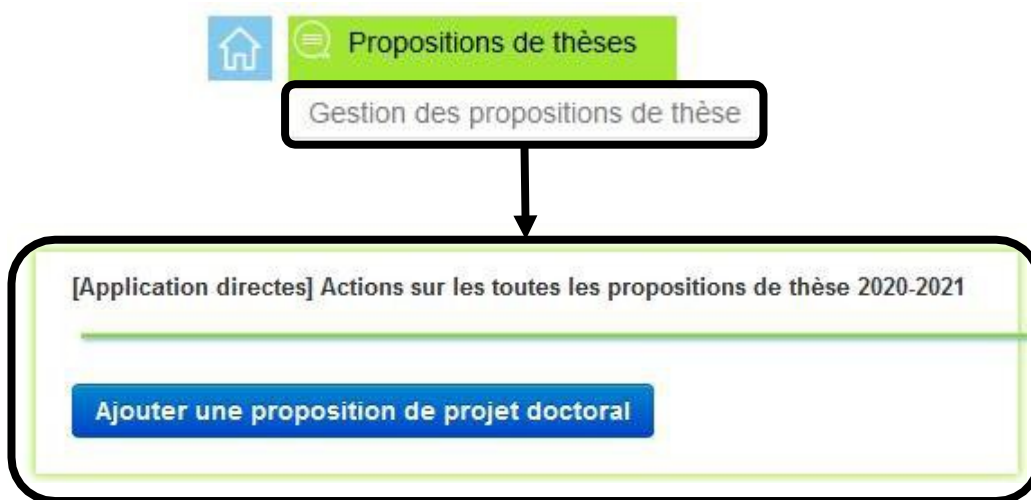 Propositions de thèses
Gestion des propositions de thèse
[Application directes] Actions sur les toutes les propositions de thèse 2020-2021
Ajouter une proposition de projet doctoral